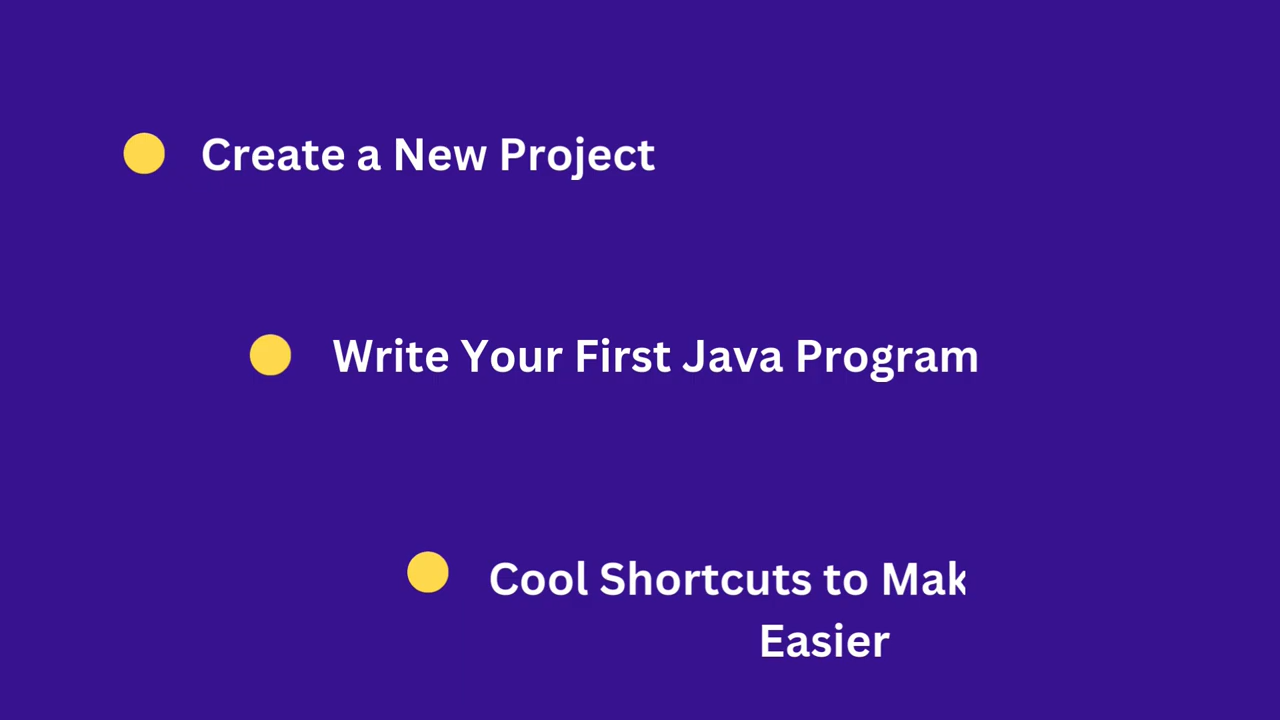 Create a New Project
Write Your First Java Program
Cool Shortcuts to Mak
Easier